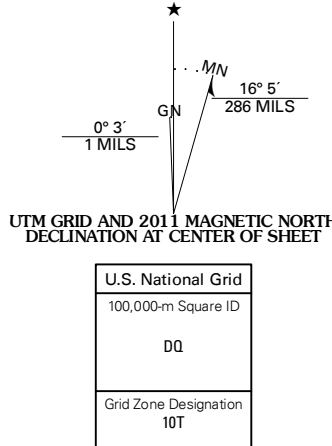 ★
MN
GN
16° 5´
286 MILS
0° 3´
1 MILS
UTM GRID AND 2011 MAGNETIC NORTH
DECLINATION AT CENTER OF SHEET
U.S. National Grid
100,000-m Square ID
DQ
Grid Zone Designation
10T